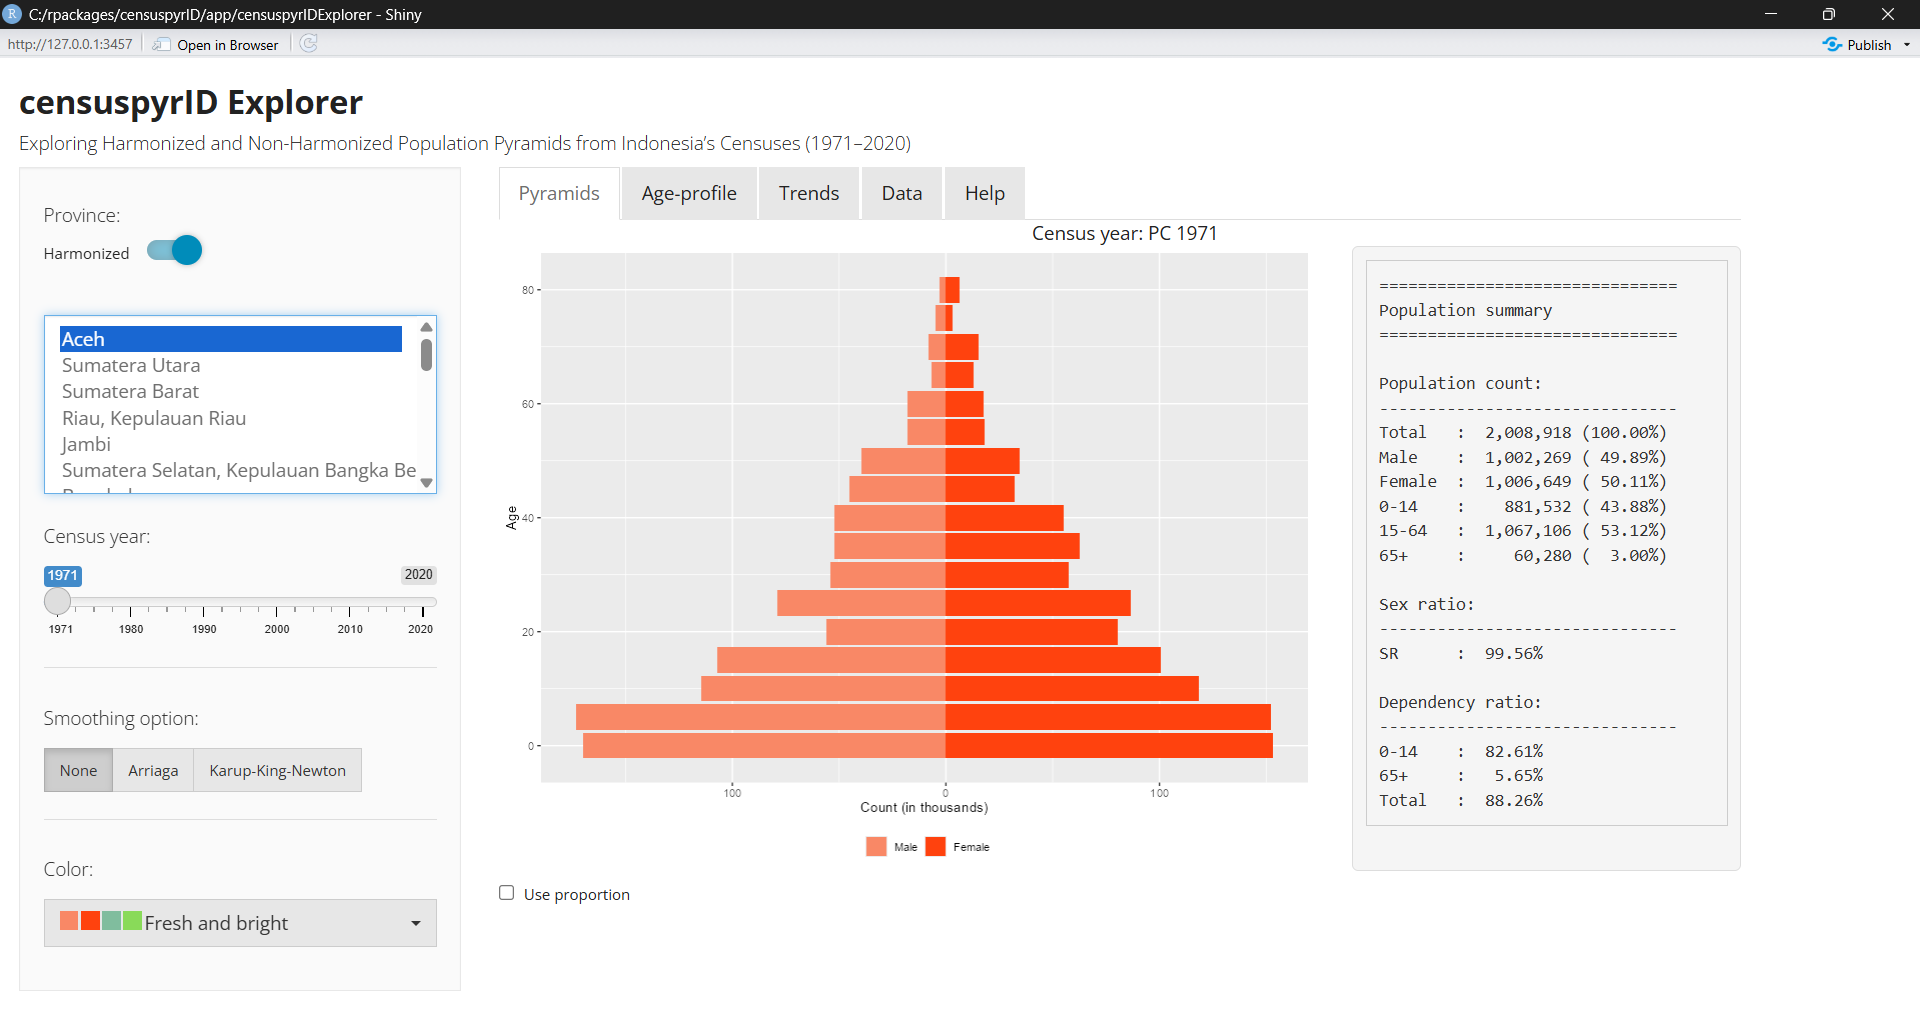 C:/rpackages/censuspyrID/app/censuspyrIDExplorer - Shiny
http://127.0.0.1:3457 Open in Browser Publish
censuspyrID Explorer
Exploring Harmonized and Non-Harmonized Population Pyramids from Indonesia’s Censuses (1971–2020)
Province:
Harmonized
Aceh
Sumatera Utara
Sumatera Barat
Riau, Kepulauan Riau
Jambi
Sumatera Selatan, Kepulauan Bangka Be
Census year:
1971 2020
1971 1980 1990 2000 2010 2020
Smoothing option:
None Arriaga Karup-King-Newton
Color:
Fresh and bright
Pyramids Age-profile Trends Data Help
Census year: PC 1971
80
60
40
20
0
Age
100 0 100
Count (in thousands)
Male Female
Use proportion
===============================
Population summary
===============================
Population count:
-------------------------------
Total : 2,008,918 (100.00%)
Male : 1,002,269 ( 49.89%)
Female : 1,006,649 ( 50.11%)
0-14 : 881,532 ( 43.88%)
15-64 : 1,067,106 ( 53.12%)
65+ : 60,280 ( 3.00%)
Sex ratio:
-------------------------------
SR : 99.56%
Dependency ratio:
-------------------------------
0-14 : 82.61%
65+ : 5.65%
Total : 88.26%